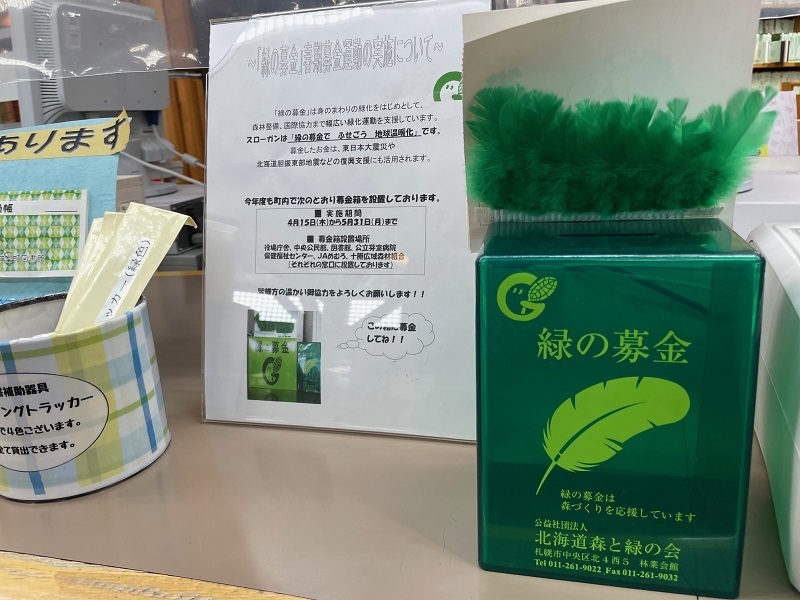 ~「緑の募金」春期募金運動の実施について~
「緑の募金」は身のまわりの緑化をはじめとして、
森林整備、国際協力まで幅広い緑化運動を支援しています。
スローガンは「緑の募金で ふせごう 地球温暖化」です。
募金したお金は、東日本大震災や
北海道胆振東部地震などの復興支援にも活用されます。
今年度も町内で次のとおり募金箱を設置しております。
■ 実施期間
4月15日(木)から5月31日(月)まで
■ 募金箱設置場所
役場庁舎、中央公民館、図書館、公立芽室病院
保健福祉センター、JAめむろ、十勝広域森林組合
(それぞれの窓口に設置しております)
皆様方の温かい御協力をよろしくお願いします!!
この箱に募金
してね!!
緑の募金
あります
ッカー(緑色)
補助器具
ングトラッカー
で4色ございます。
て貸出できます。
緑の募金
緑の募金は
森づくりを応援しています
公益社団法人
北海道森と緑の会
札幌市中央区北4西5 林業会館
Tel 011-261-9022 Fax 011-261-9032